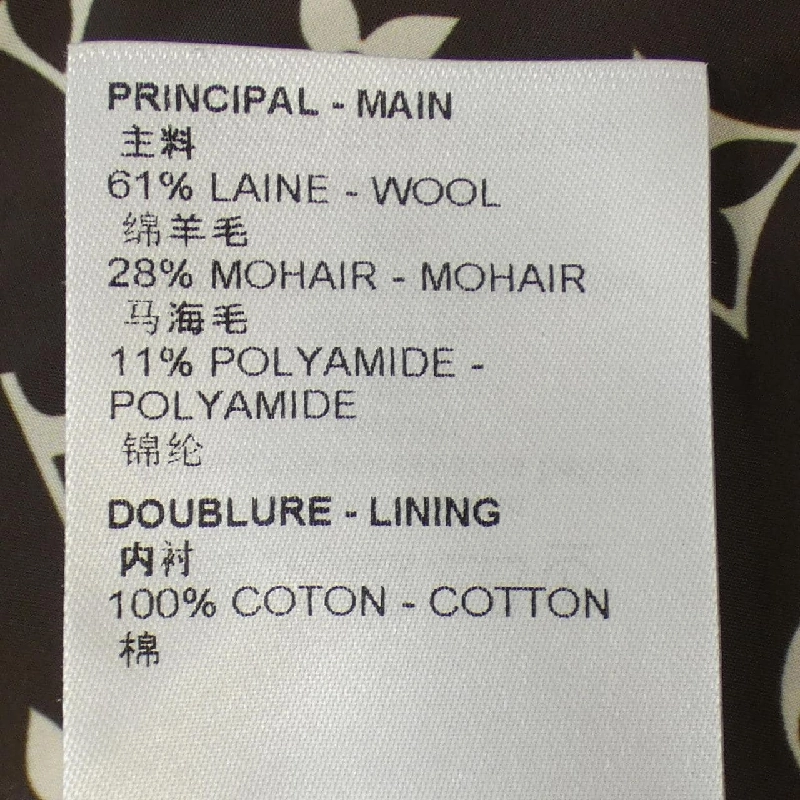 PRINCIPAL - MAIN
主料
61% LAINE - WOOL
绵羊毛
28% MOHAIR - MOHAIR
马海毛
11% POLYAMIDE -
POLYAMIDE
锦纶
DOUBLURE - LINING
内衬
100% COTON - COTTON
棉